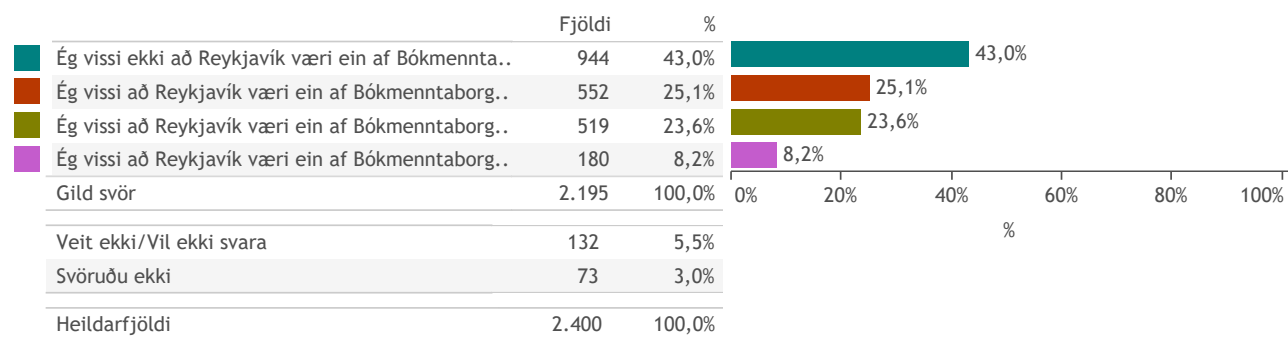 Fjöldi %
Ég vissi ekki að Reykjavík væri ein af Bókmennta.. 944 43,0% 43,0%
Ég vissi að Reykjavík væri ein af Bókmenntaborg.. 552 25,1% 25,1%
Ég vissi að Reykjavík væri ein af Bókmenntaborg.. 519 23,6% 23,6%
Ég vissi að Reykjavík væri ein af Bókmenntaborg.. 180 8,2% 8,2%
Gild svör 2.195 100,0% 0% 20% 40% 60% 80% 100%
%
Veit ekki/Vil ekki svara 132 5,5%
Svöruðu ekki 73 3,0%
Heildarfjöldi 2.400 100,0%